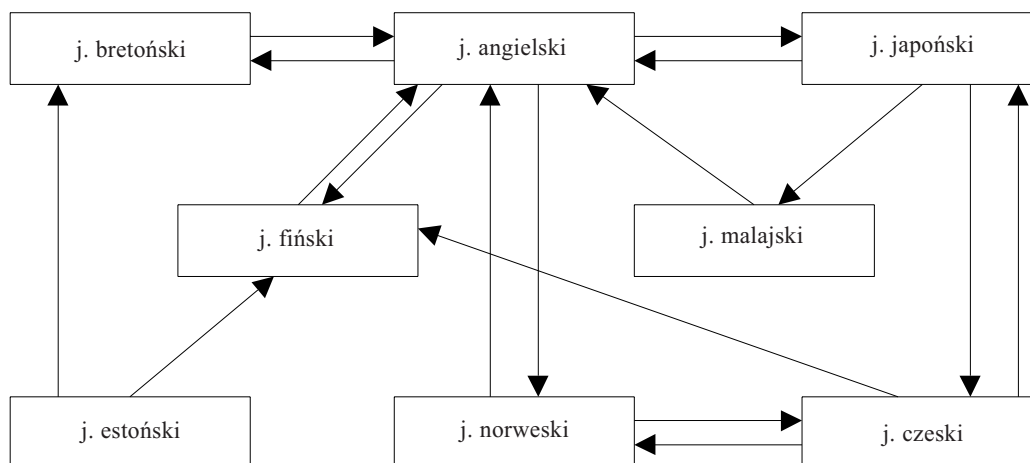 j. bretoński
j. angielski
j. japoński
j. fiński
j. malajski
j. estoński
j. norweski
j. czeski